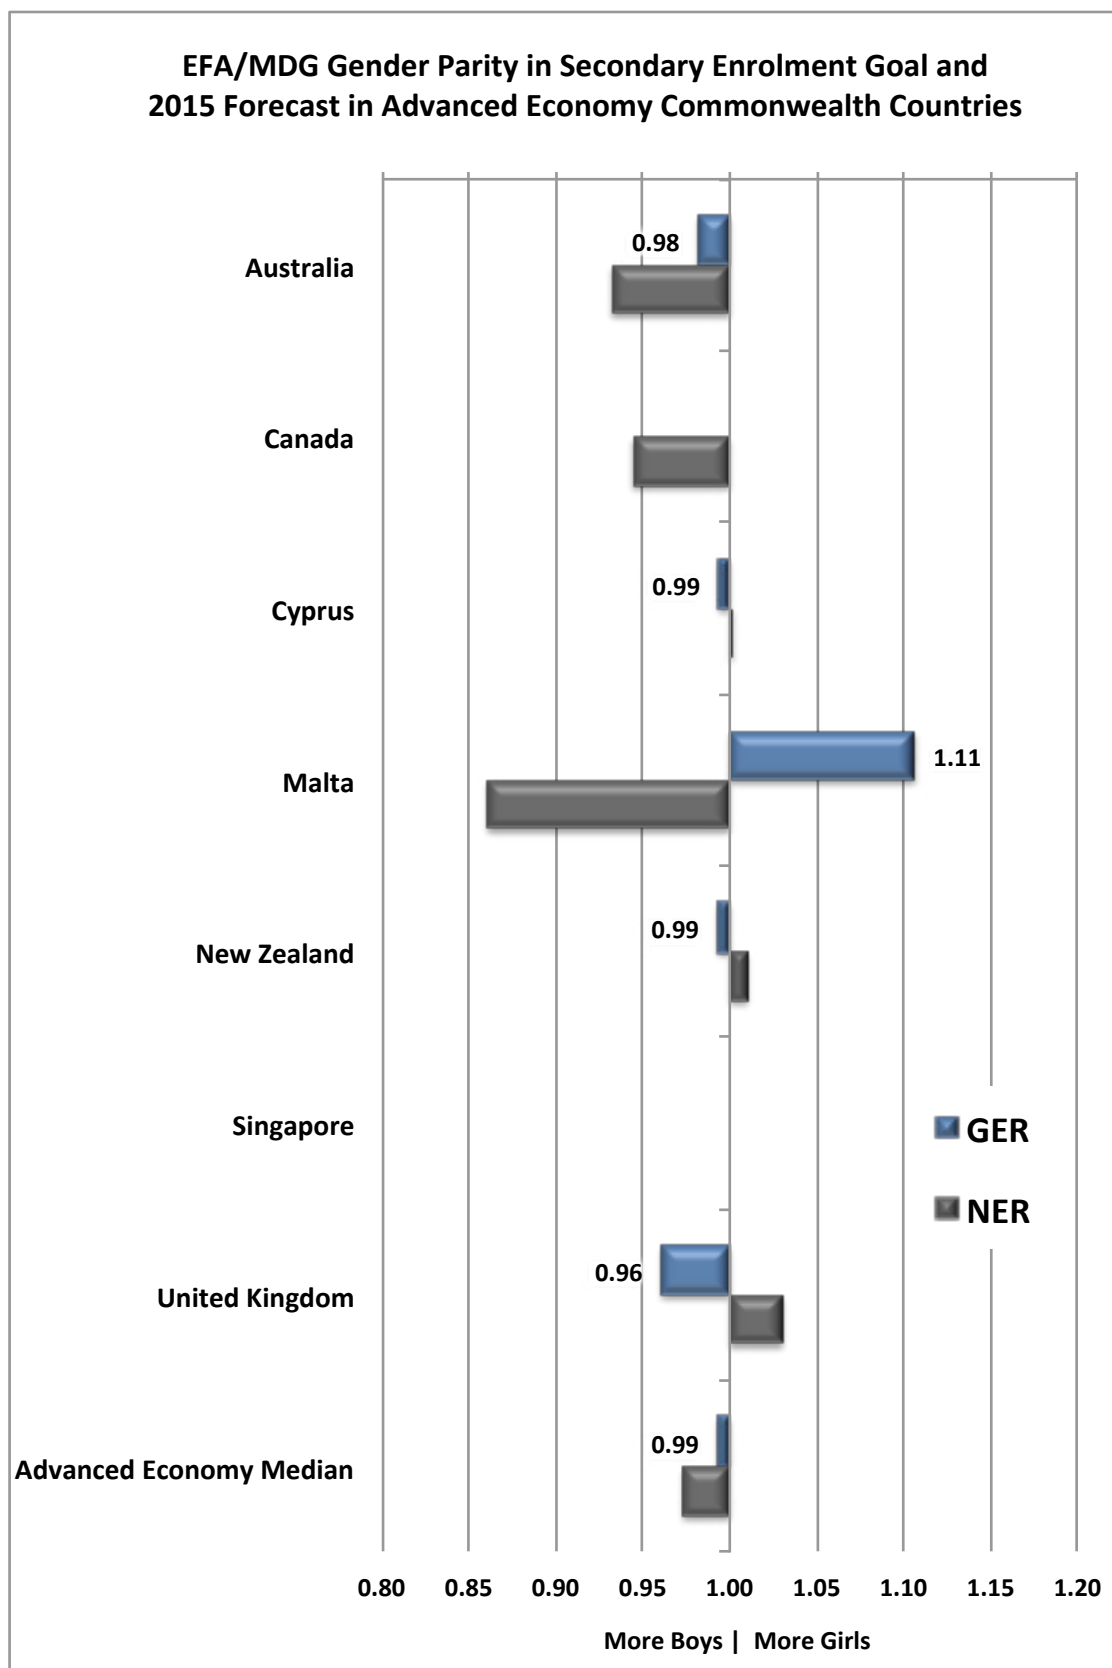 EFA/MDG Gender Parity in Secondary Enrolment Goal and
2015 Forecast in Advanced Economy Commonwealth Countries
Australia
0.98
Canada
Cyprus
0.99
Malta
1.11
New Zealand
0.99
Singapore
GER
NER
United Kingdom
0.96
Advanced Economy Median
0.99
0.80 0.85 0.90 0.95 1.00 1.05 1.10 1.15 1.20
More Boys | More Girls